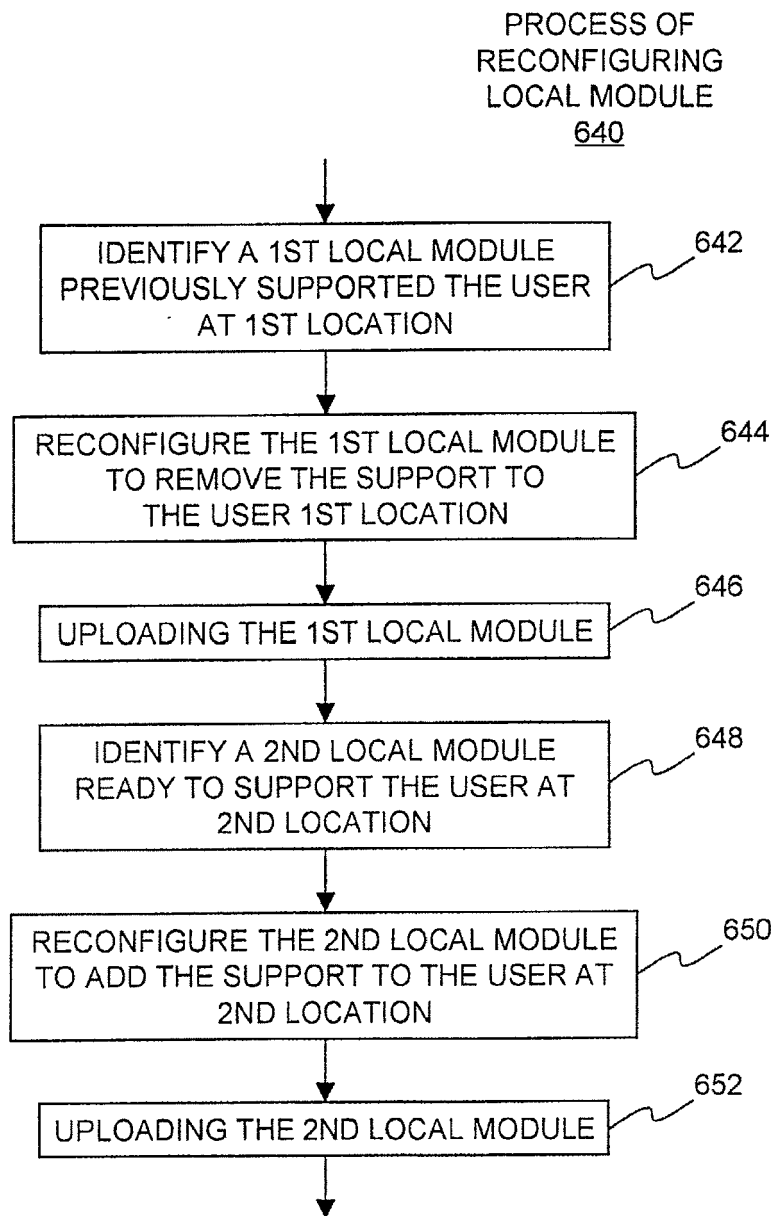 PROCESS OF
RECONFIGURING
LOCAL MODULE
640
IDENTIFY A 1ST LOCAL MODULE
PREVIOUSLY SUPPORTED THE USER
AT 1ST LOCATION
642
RECONFIGURE THE 1ST LOCAL MODULE
TO REMOVE THE SUPPORT TO
THE USER 1ST LOCATION
644
UPLOADING THE 1ST LOCAL MODULE
646
IDENTIFY A 2ND LOCAL MODULE
READY TO SUPPORT THE USER AT
2ND LOCATION
648
RECONFIGURE THE 2ND LOCAL MODULE
TO ADD THE SUPPORT TO THE USER AT
2ND LOCATION
650
UPLOADING THE 2ND LOCAL MODULE
652